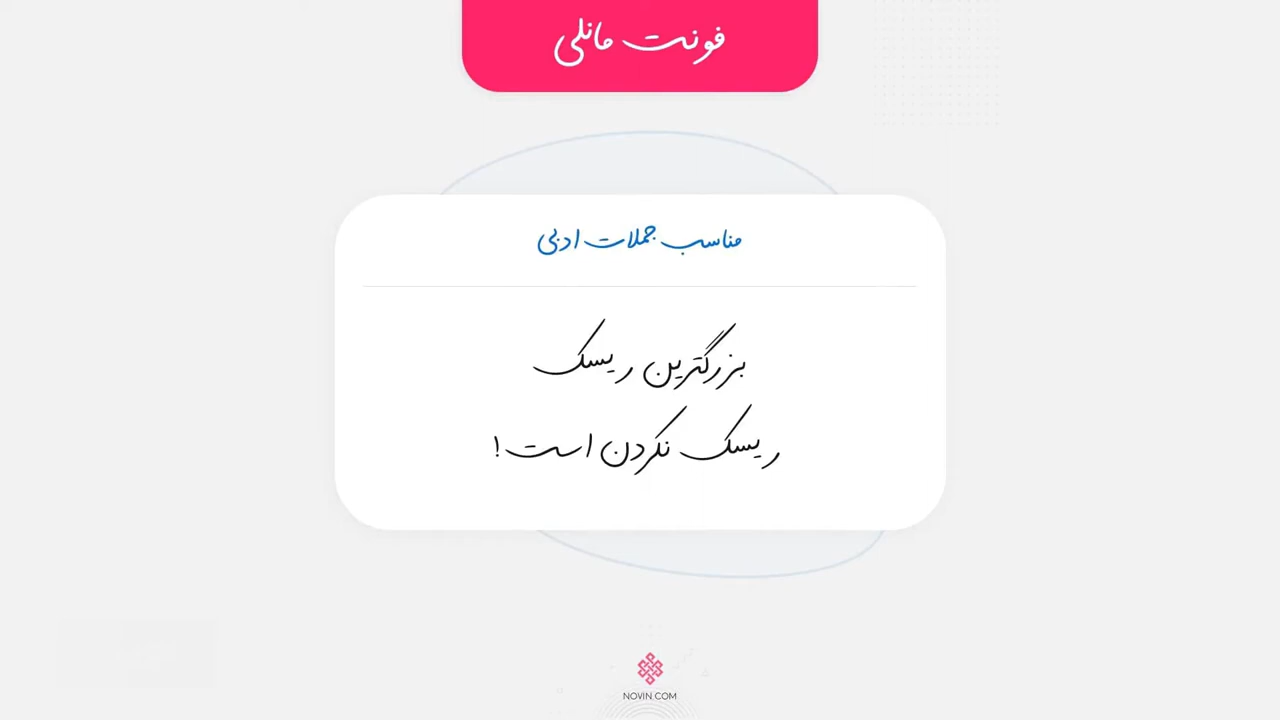 فونت مانلی
مناسب جملات ادبی
بزرگترین ریسک
ریسک نکردن است!
NOVIN.COM